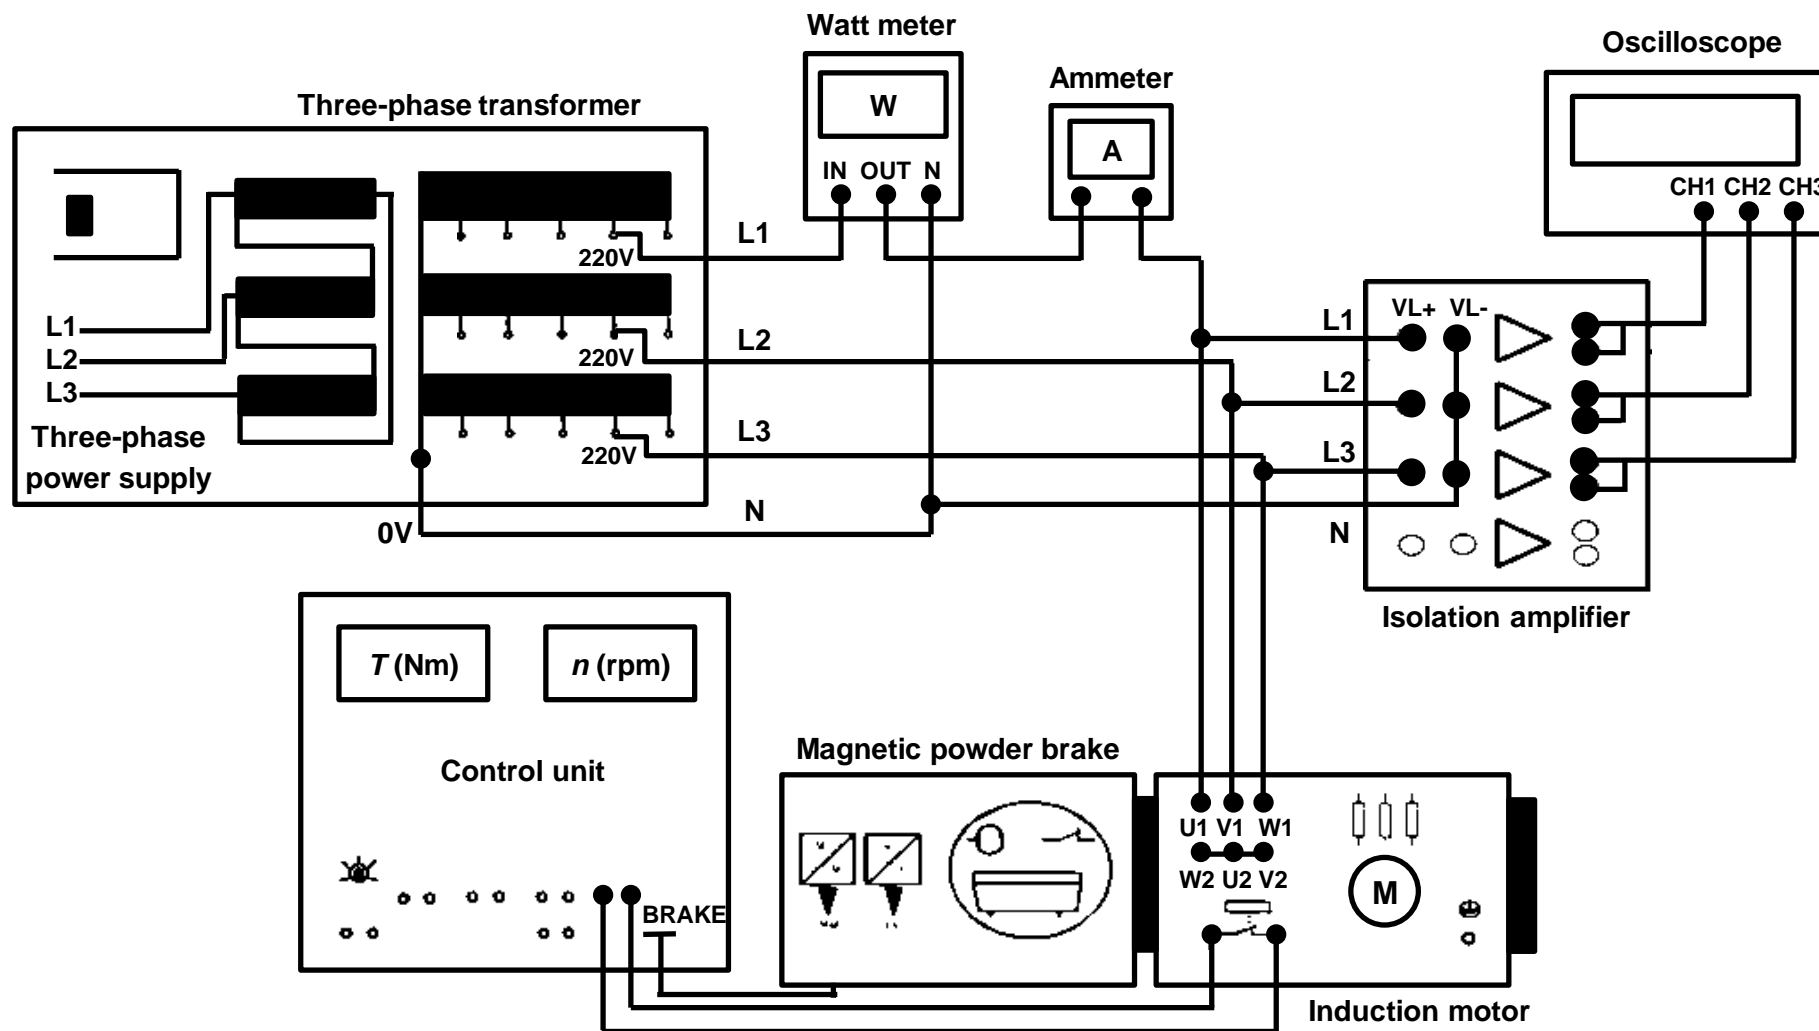 Watt meter
Oscilloscope
Ammeter
Three-phase transformer
W
A
IN OUT N
CH1 CH2 CH3
L1
220V
VL+ VL-
L1
L1
L2
L2
220V
L3
L2
Three-phase
power supply
L3
220V
L3
N
0V
N
Isolation amplifier
T (Nm)
n (rpm)
Control unit
Magnetic powder brake
U1 V1 W1
W2 U2 V2
M
BRAKE
Induction motor